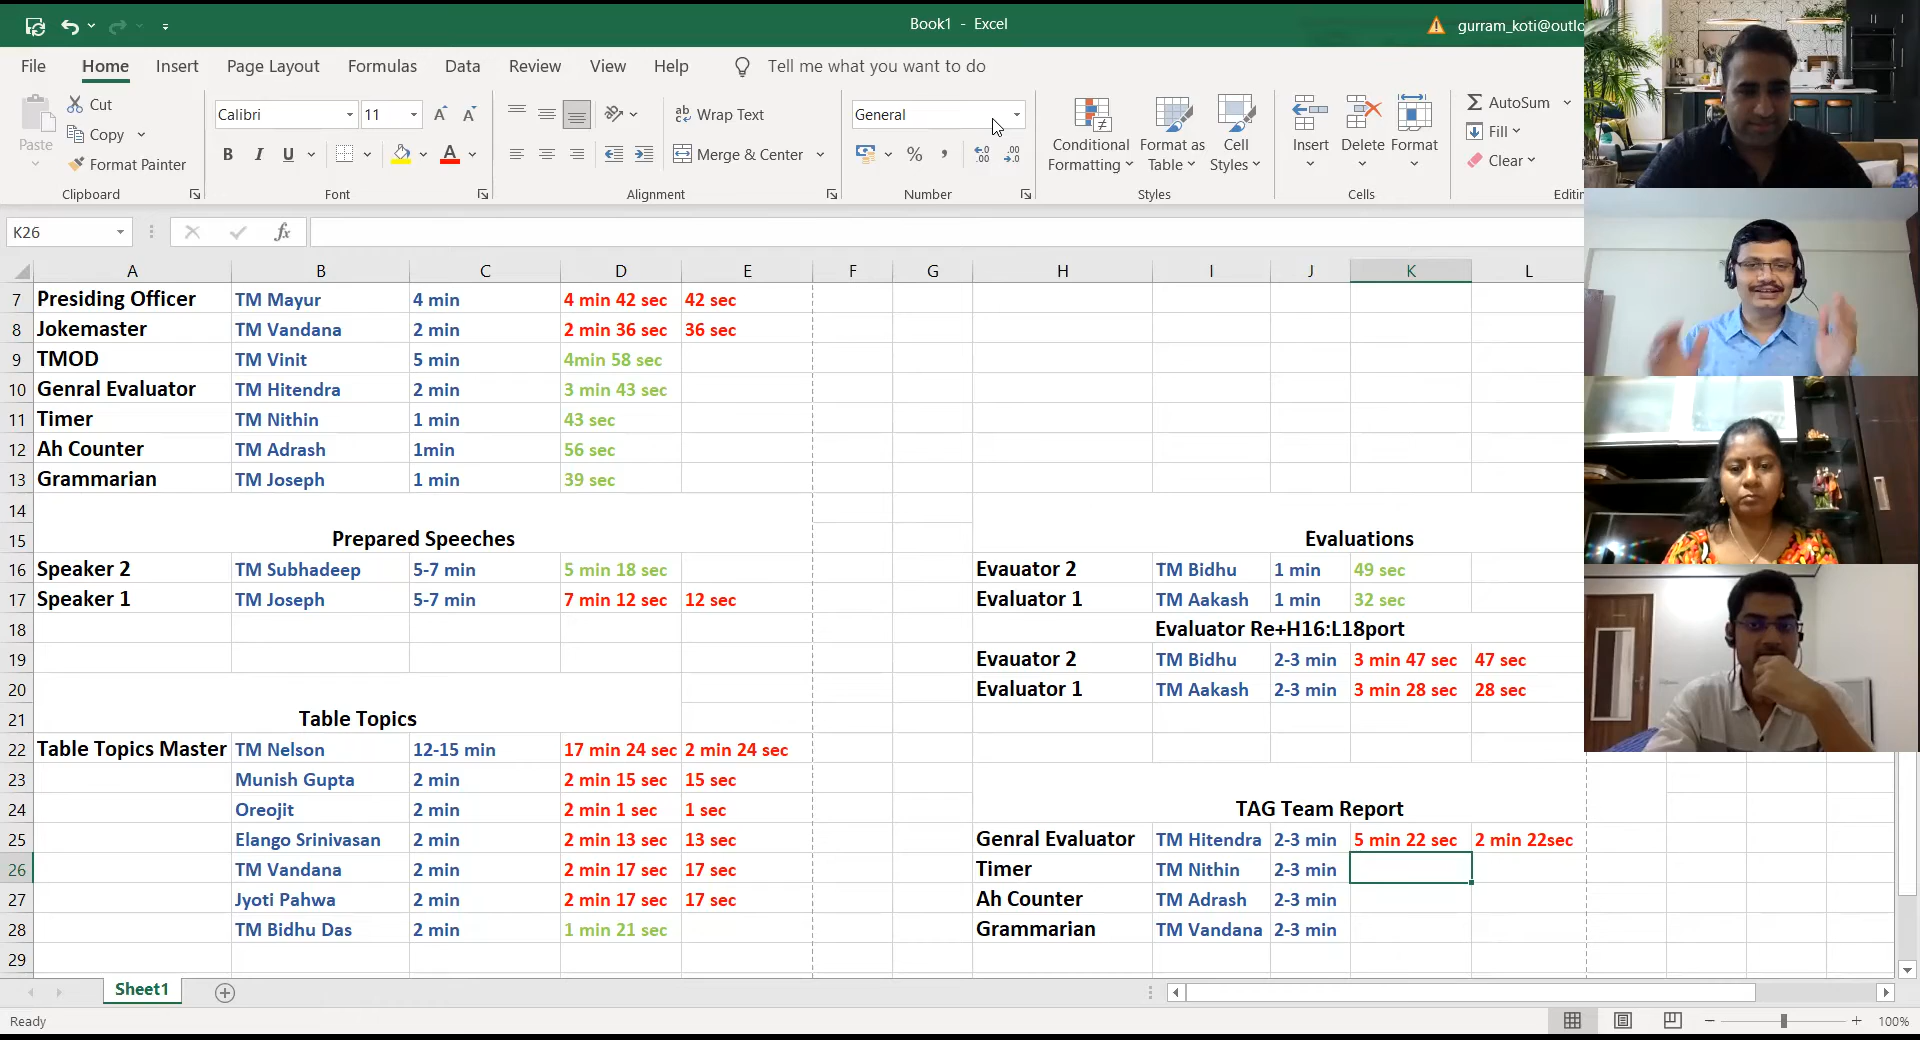 Book1 - Excel
gurram_koti@outlo
File Home Insert Page Layout Formulas Data Review View Help Tell me what you want to do
Paste
Cut
Copy
Format Painter
Clipboard
Calibri 11
B I U
Font
Wrap Text
Merge & Center
Alignment
General
Number
Conditional Formatting
Format as Table
Cell Styles
Styles
Insert Delete Format
Cells
AutoSum
Fill
Clear
Editin
K26
fx
A B C D E F G H I J K L
7 Presiding Officer TM Mayur 4 min 4 min 42 sec 42 sec
8 Jokemaster TM Vandana 2 min 2 min 36 sec 36 sec
9 TMOD TM Vinit 5 min 4min 58 sec
10 Genral Evaluator TM Hitendra 2 min 3 min 43 sec
11 Timer TM Nithin 1 min 43 sec
12 Ah Counter TM Adrash 1min 56 sec
13 Grammarian TM Joseph 1 min 39 sec
14
15 Prepared Speeches Evaluations
16 Speaker 2 TM Subhadeep 5-7 min 5 min 18 sec Evauator 2 TM Bidhu 1 min 49 sec
17 Speaker 1 TM Joseph 5-7 min 7 min 12 sec 12 sec Evaluator 1 TM Aakash 1 min 32 sec
18 Evaluator Re+H16:L18port
19 Evauator 2 TM Bidhu 2-3 min 3 min 47 sec 47 sec
20 Evaluator 1 TM Aakash 2-3 min 3 min 28 sec 28 sec
21 Table Topics
22 Table Topics Master TM Nelson 12-15 min 17 min 24 sec 2 min 24 sec
23 Munish Gupta 2 min 2 min 15 sec 15 sec
24 Oreojit 2 min 2 min 1 sec 1 sec TAG Team Report
25 Elango Srinivasan 2 min 2 min 13 sec 13 sec Genral Evaluator TM Hitendra 2-3 min 5 min 22 sec 2 min 22sec
26 TM Vandana 2 min 2 min 17 sec 17 sec Timer TM Nithin 2-3 min
27 Jyoti Pahwa 2 min 2 min 17 sec 17 sec Ah Counter TM Adrash 2-3 min
28 TM Bidhu Das 2 min 1 min 21 sec Grammarian TM Vandana 2-3 min
29
Sheet1
Ready
100%